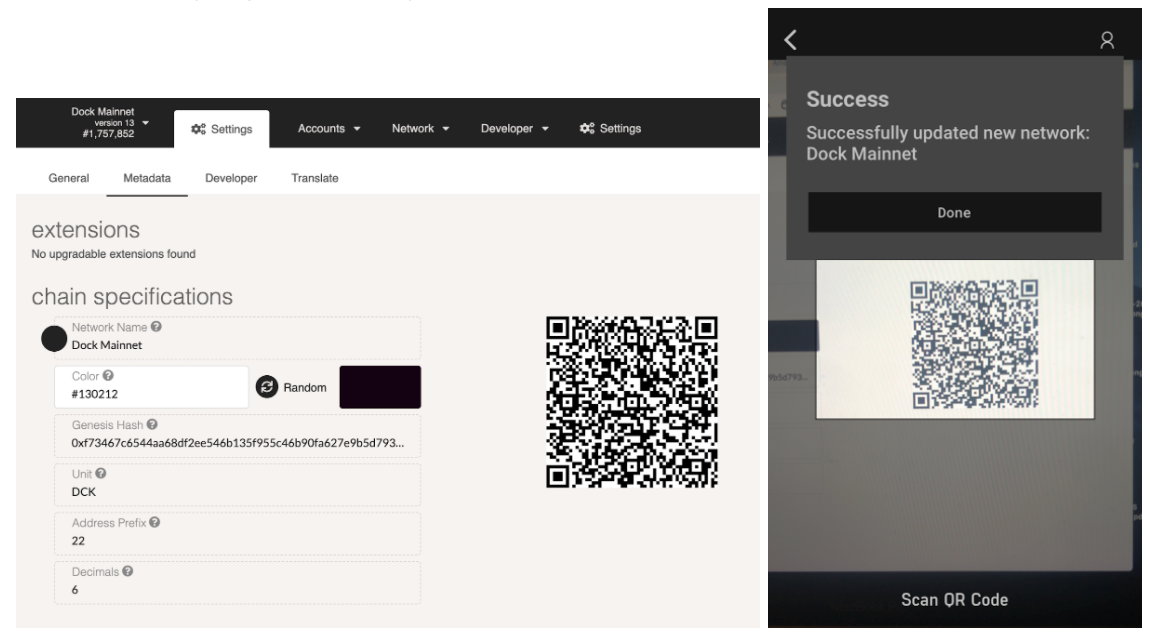 Dock Mainnet
version 13
#1,757,852
Settings
Accounts
Network
Developer
Settings
General
Metadata
Developer
Translate
extensions
No upgradable extensions found
chain specifications
Network Name
Dock Mainnet
Color
#130212
Random
Genesis Hash
0xf73467c6544aa68df2ee546b135f955c46b90fa627e9b5d793...
Unit
DCK
Address Prefix
22
Decimals
6
Success
Successfully updated new network:
Dock Mainnet
Done
9b5d793...
Scan QR Code